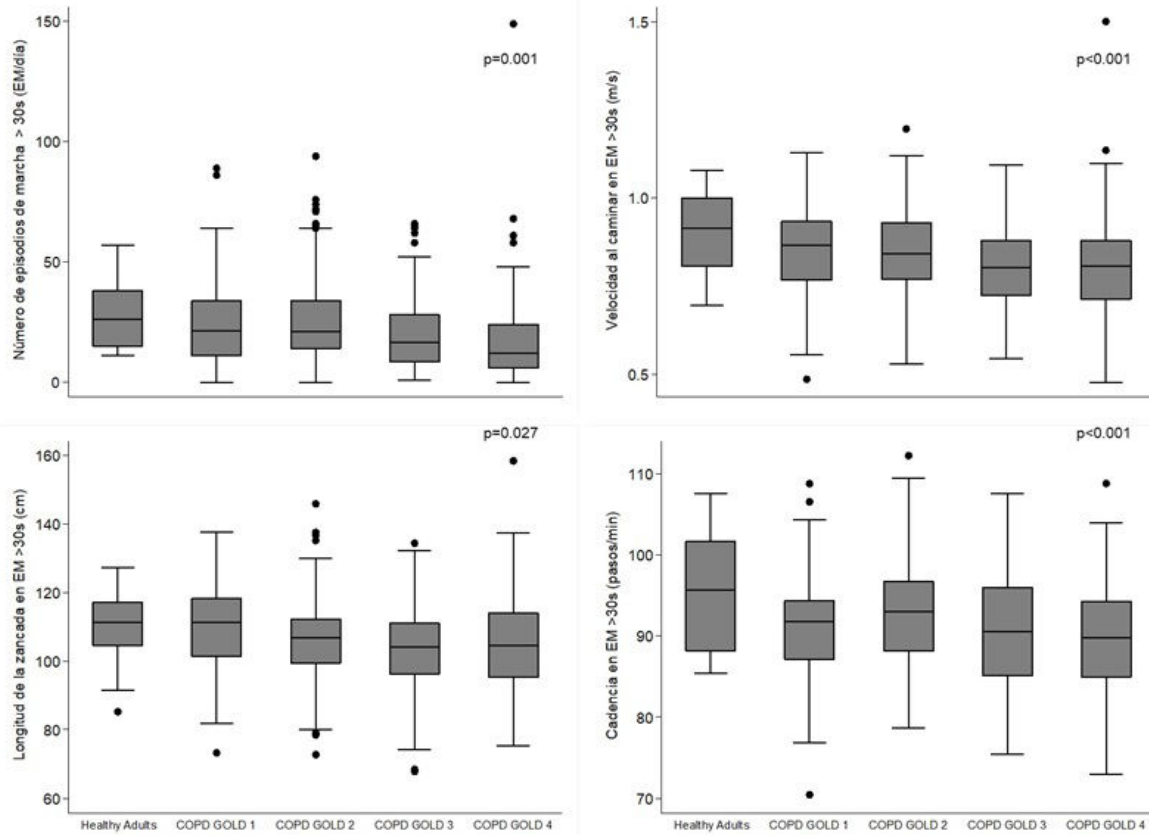 Número de episodios de marcha > 30s (EM/día)
150
100
50
0
p=0.001
Velocidad al caminar en EM >30s (m/s)
1.5
1.0
0.5
p<0.001
Longitud de la zancada en EM >30s (cm)
160
140
120
100
80
60
p=0.027
Healthy Adults COPD GOLD 1 COPD GOLD 2 COPD GOLD 3 COPD GOLD 4
Cadencia en EM >30s (pasos/min)
110
100
90
80
70
p<0.001
Healthy Adults COPD GOLD 1 COPD GOLD 2 COPD GOLD 3 COPD GOLD 4